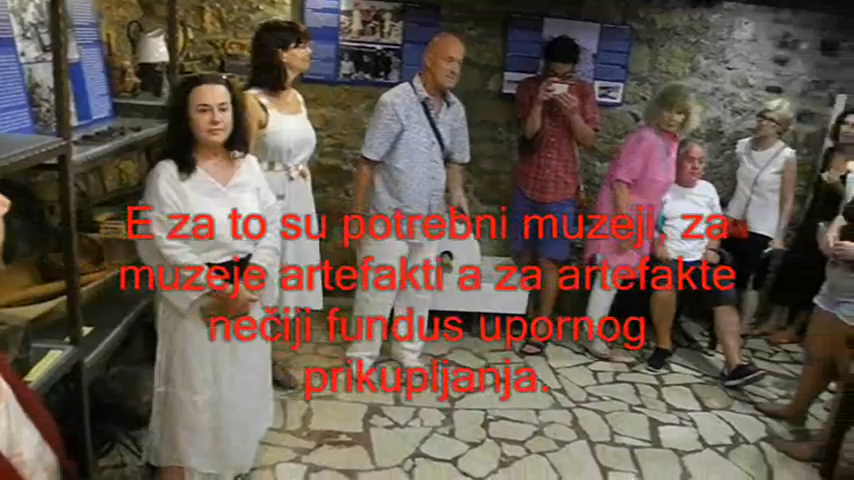 E za to su potrebni muzeji, za
muzeje artefakti a za artefakte
nečiji fundus upornog
prikupljanja.